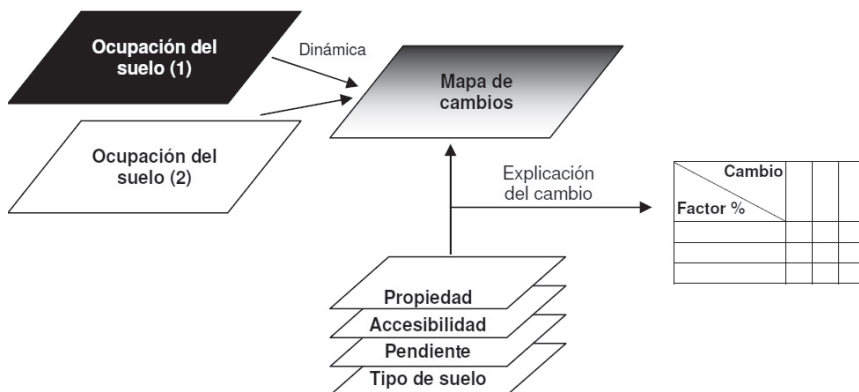 Ocupación del
suelo (1)
Dinámica
Mapa de
cambios
Ocupación del
suelo (2)
Explicación
del cambio
Cambio
Factor %
Propiedad
Accesibilidad
Pendiente
Tipo de suelo